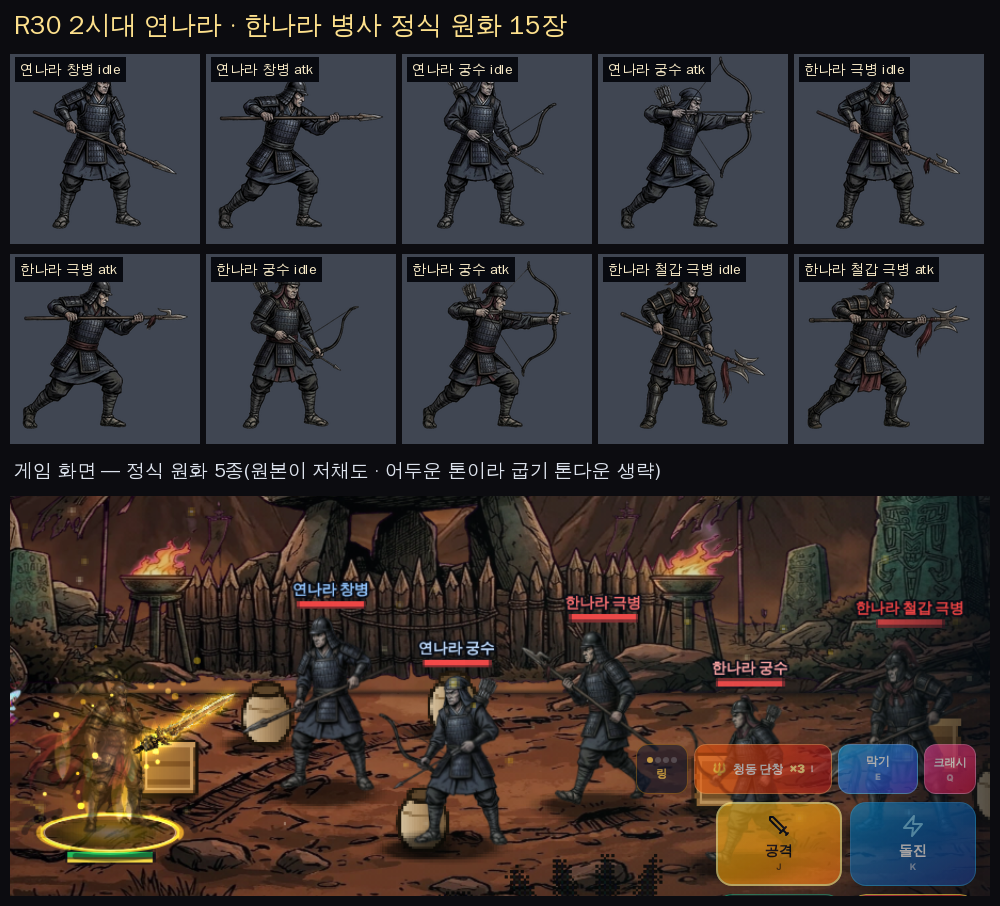 R30 2시대 연나라 · 한나라 병사 정식 원화 15장
연나라 창병 idle
연나라 창병 atk
연나라 궁수 idle
연나라 궁수 atk
한나라 극병 idle
한나라 극병 atk
한나라 궁수 idle
한나라 궁수 atk
한나라 철갑 극병 idle
한나라 철갑 극병 atk
게임 화면 — 정식 원화 5종(원본이 저채도 · 어두운 톤이라 굽기 톤다운 생략)
연나라 창병
한나라 극병
한나라 철갑 극병
연나라 궁수
한나라 궁수
링
청동 단창 ×3 L
막기
E
크래시
Q
공격
J
돌진
K